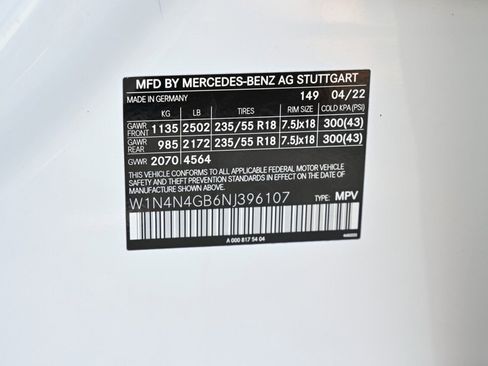 MFD BY MERCEDES-BENZ AG STUTTGART
MADE IN GERMANY 149 04/22
KG LB TIRES RIM SIZE COLD KPA (PSI)
GAWR FRONT 1135 2502 235/55 R18 7.5Jx18 300(43)
GAWR REAR 985 2172 235/55 R18 7.5Jx18 300(43)
GVWR 2070 4564
THIS VEHICLE CONFORMS TO ALL APPLICABLE FEDERAL MOTOR VEHICLE
SAFETY AND THEFT PREVENTION STANDARDS IN EFFECT ON THE DATE
OF MANUFACTURE SHOWN ABOVE.
W1N4N4GB6NJ396107 TYPE: MPV
A 000 817 54 04